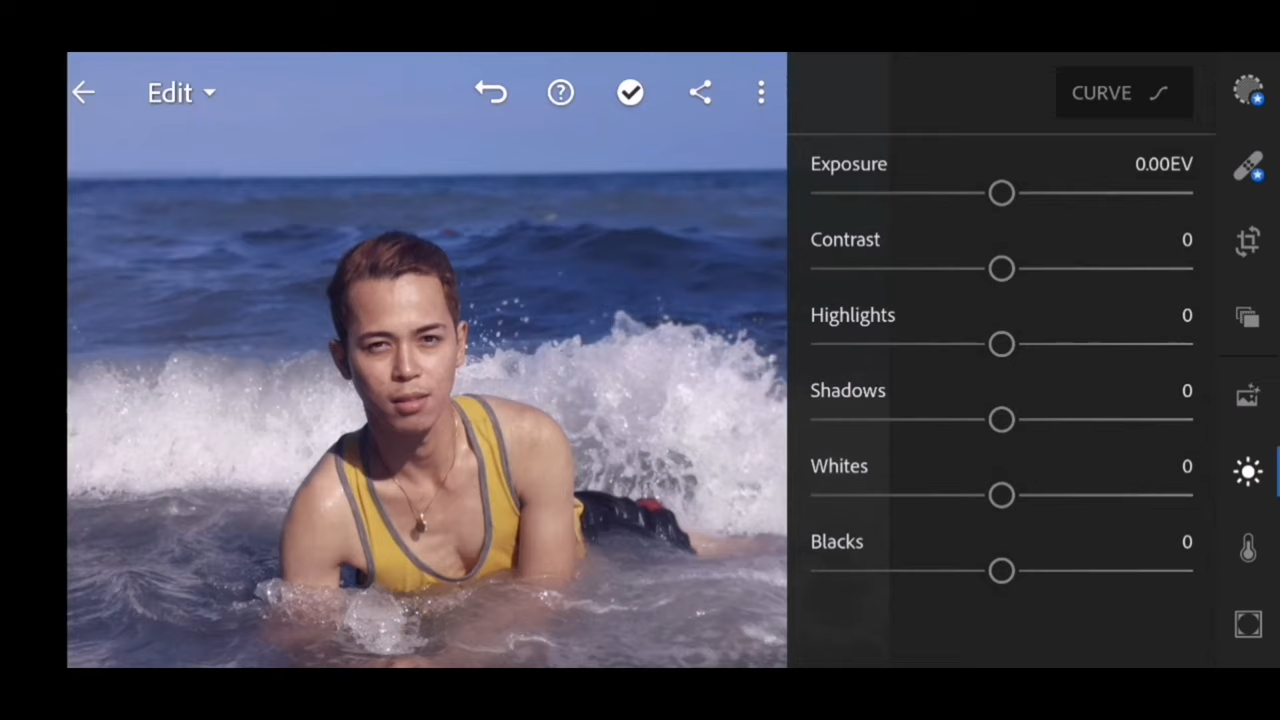 Edit
CURVE
Exposure 0.00EV
Contrast 0
Highlights 0
Shadows 0
Whites 0
Blacks 0